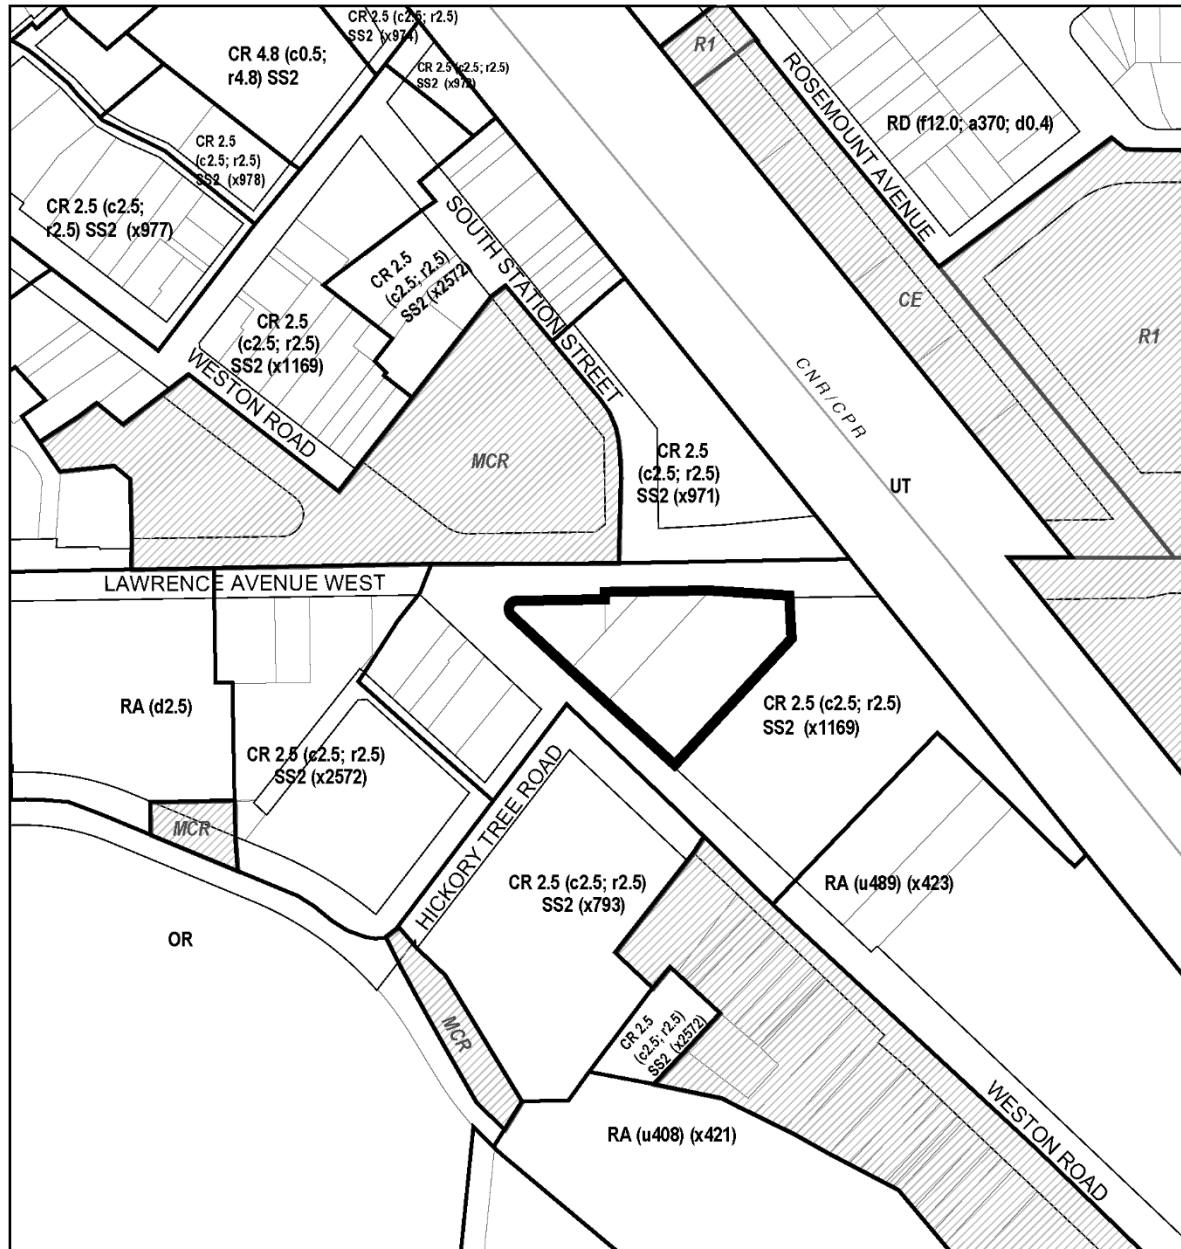 CR 2.5 (c2.5; r2.5)
SS2 (x974)
CR 4.8 (c0.5;
r4.8) SS2
CR 2.5 (c2.5; r2.5)
SS2 (x972)
R1
ROSEMOUNT AVENUE
RD (f12.0; a370; d0.4)
CR 2.5
(c2.5; r2.5)
SS2 (x978)
CR 2.5 (c2.5;
r2.5) SS2 (x977)
SOUTH STATION STREET
CR 2.5
(c2.5; r2.5)
SS2 (x2572)
CE
R1
CR 2.5
(c2.5; r2.5)
SS2 (x1169)
WESTON ROAD
CNR/CPR
MCR
CR 2.5
(c2.5; r2.5)
SS2 (x971)
UT
LAWRENCE AVENUE WEST
RA (d2.5)
CR 2.5 (c2.5; r2.5)
SS2 (x1169)
CR 2.5 (c2.5; r2.5)
SS2 (x2572)
MCR
HICKORY TREE ROAD
CR 2.5 (c2.5; r2.5)
SS2 (x793)
RA (u489) (x423)
OR
MCR
CR 2.5
(c2.5; r2.5)
SS2 (x2572)
WESTON ROAD
RA (u408) (x421)